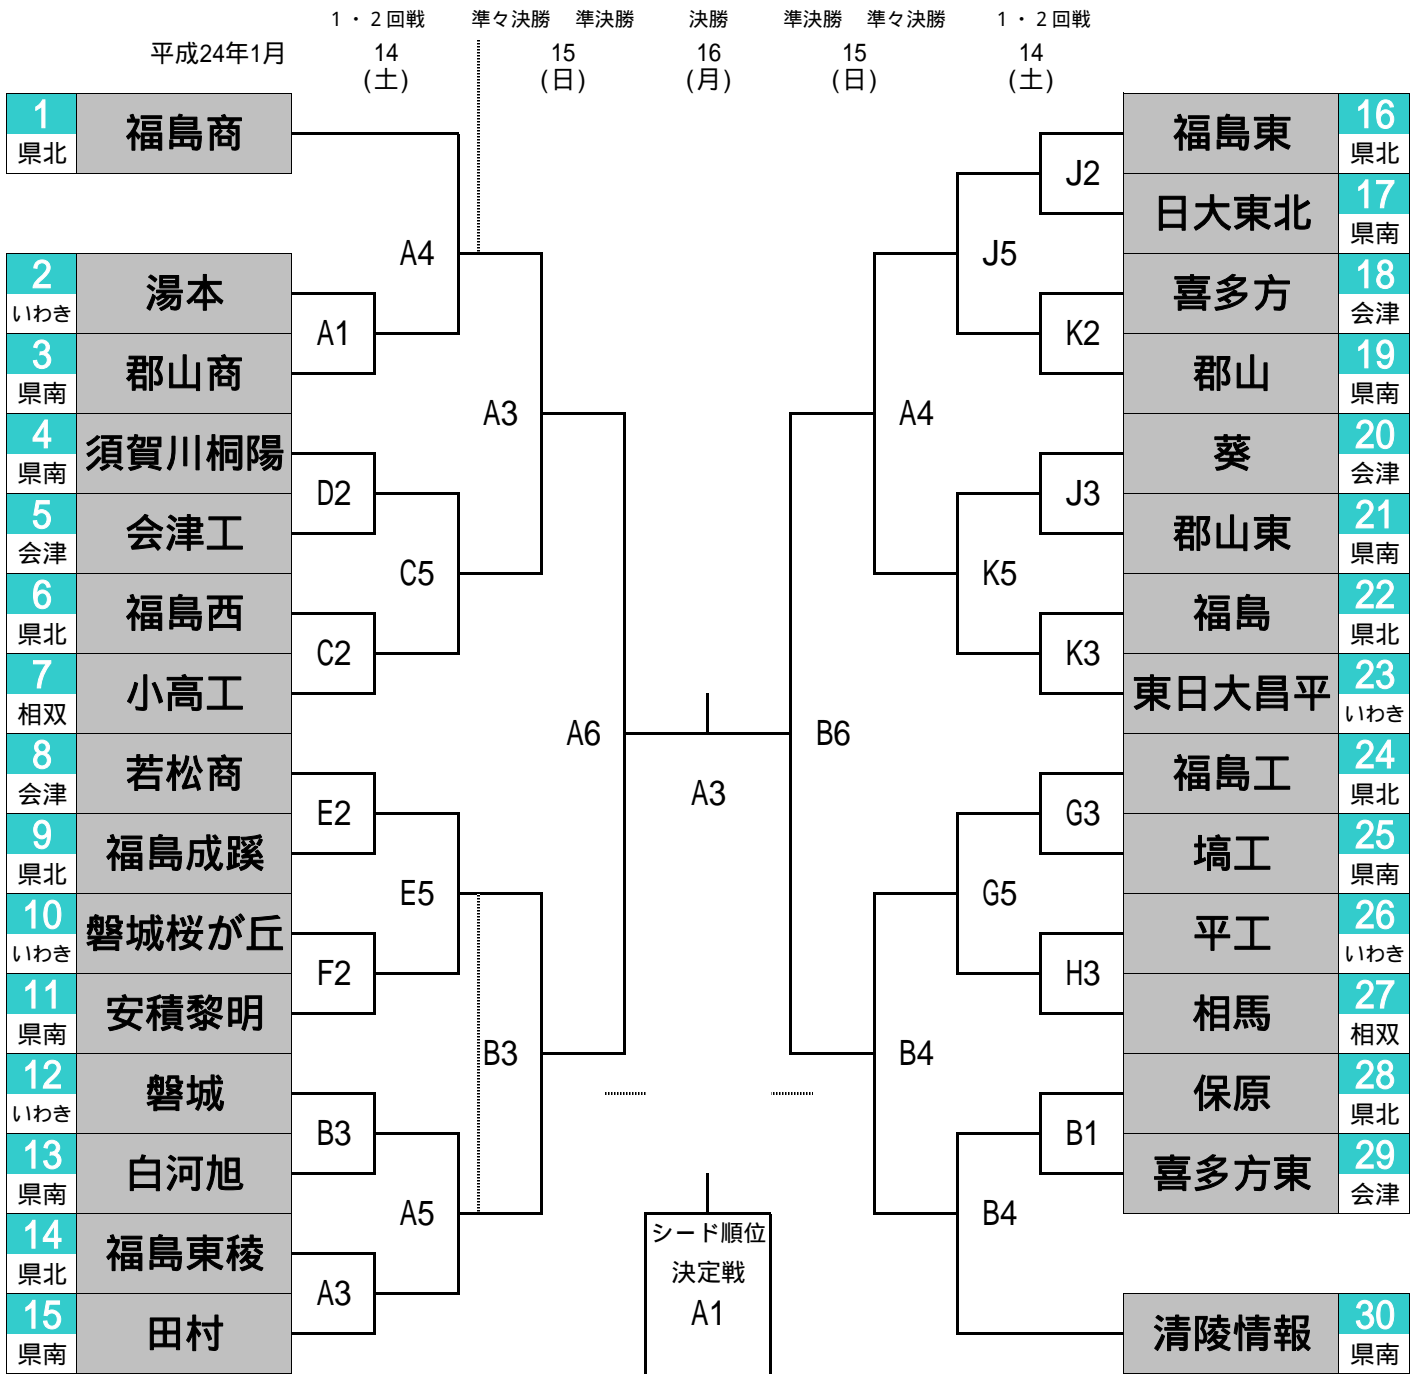 1・2回戦 準々決勝 準決勝 決勝 準決勝 準々決勝 1・2回戦
平成24年1月 14 15 16 15 14
(土) (日) (月) (日) (土)
1 県北 福島商
2 いわき 湯本
3 県南 郡山商
4 県南 須賀川桐陽
5 会津 会津工
6 県北 福島西
7 相双 小高工
8 会津 若松商
9 県北 福島成蹊
10 いわき 磐城桜が丘
11 県南 安積黎明
12 いわき 磐城
13 県南 白河旭
14 県北 福島東稜
15 県南 田村
A4
A1
A3
D2
C5
C2
A6
E2
E5
F2
B3
B3
A5
A3
A3
シード順位
決定戦
A1
J2
J5
K2
A4
J3
K5
K3
B6
G3
G5
H3
B4
B1
B4
福島東 16 県北
日大東北 17 県南
喜多方 18 会津
郡山 19 県南
葵 20 会津
郡山東 21 県南
福島 22 県北
東日大昌平 23 いわき
福島工 24 県北
塙工 25 県南
平工 26 いわき
相馬 27 相双
保原 28 県北
喜多方東 29 会津
清陵情報 30 県南